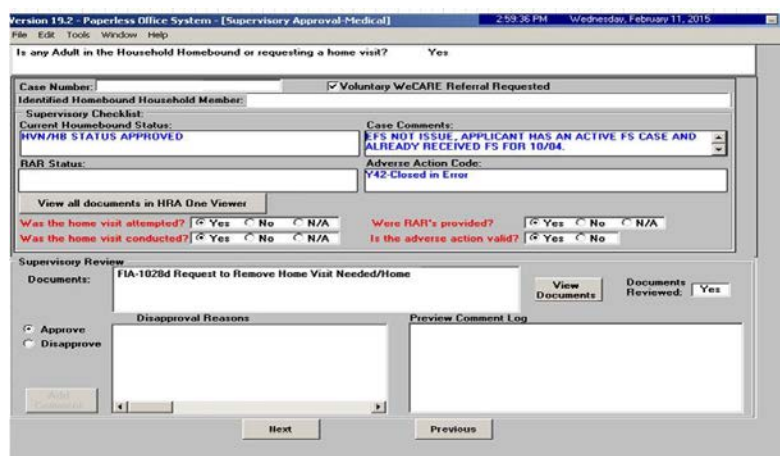 Version 19.2 - Paperless Office System - [Supervisory Approval-Medical] 2:59:36 PM Wednesday, February 11, 2015
File Edit Tools Window Help
Is any Adult in the Household Homebound or requesting a home visit? Yes
Case Number: Voluntary WeCARE Referral Requested
Identified Homebound Household Member:
Supervisory Checklist:
Current Houmebound Status: Case Comments:
HVN/HB STATUS APPROVED EFS NOT ISSUE, APPLICANT HAS AN ACTIVE FS CASE AND
ALREADY RECEIVED FS FOR 10/04.
RAR Status: Adverse Action Code:
Y42-Closed in Error
View all documents in HRA One Viewer
Was the home visit attempted? Yes No N/A Were RAR's provided? Yes No N/A
Was the home visit conducted? Yes No N/A Is the adverse action valid? Yes No
Supervisory Review
Documents: FIA-1028d Request to Remove Home Visit Needed/Home View Documents Documents Reviewed: Yes
Disapproval Reasons Preview Comment Log
Approve
Disapprove
Add Comment
Next Previous